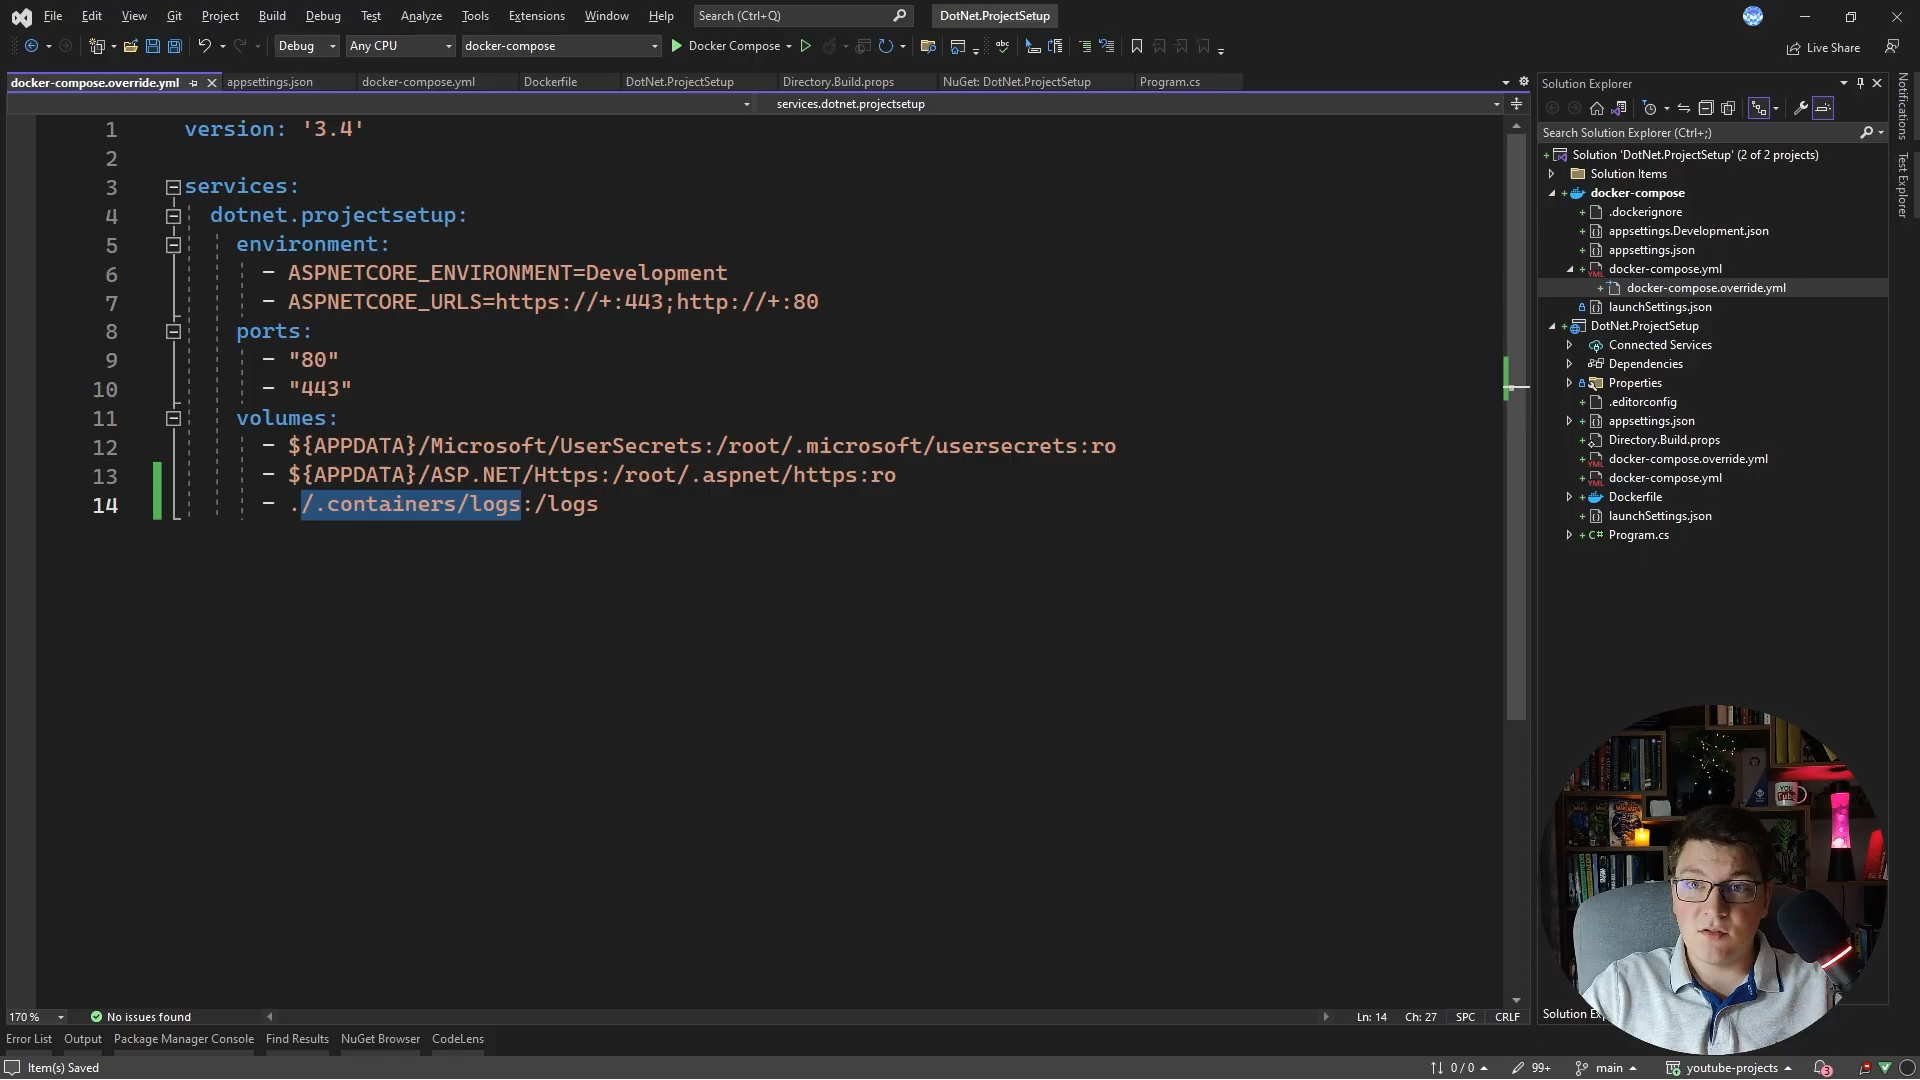 File Edit View Git Project Build Debug Test Analyze Tools Extensions Window Help Search (Ctrl+Q) DotNet.ProjectSetup
Debug Any CPU docker-compose Docker Compose Live Share
docker-compose.override.yml appsettings.json docker-compose.yml Dockerfile DotNet.ProjectSetup Directory.Build.props NuGet: DotNet.ProjectSetup Program.cs
services.dotnet.projectsetup
1 version: '3.4'
2
3 services:
4 dotnet.projectsetup:
5 environment:
6 - ASPNETCORE_ENVIRONMENT=Development
7 - ASPNETCORE_URLS=https://+:443;http://+:80
8 ports:
9 - "80"
10 - "443"
11 volumes:
12 - ${APPDATA}/Microsoft/UserSecrets:/root/.microsoft/usersecrets:ro
13 - ${APPDATA}/ASP.NET/Https:/root/.aspnet/https:ro
14 - ./.containers/logs:/logs
Solution Explorer
Search Solution Explorer (Ctrl+;)
Solution 'DotNet.ProjectSetup' (2 of 2 projects)
Solution Items
docker-compose
.dockerignore
appsettings.Development.json
appsettings.json
docker-compose.yml
docker-compose.override.yml
launchSettings.json
DotNet.ProjectSetup
Connected Services
Dependencies
Properties
.editorconfig
appsettings.json
Directory.Build.props
docker-compose.override.yml
docker-compose.yml
Dockerfile
launchSettings.json
Program.cs
Notifications
Test Explorer
You
Tube
170 % No issues found Ln: 14 Ch: 27 SPC CRLF
Error List Output Package Manager Console Find Results NuGet Browser CodeLens
Item(s) Saved 0 / 0 99+ main youtube-projects 3